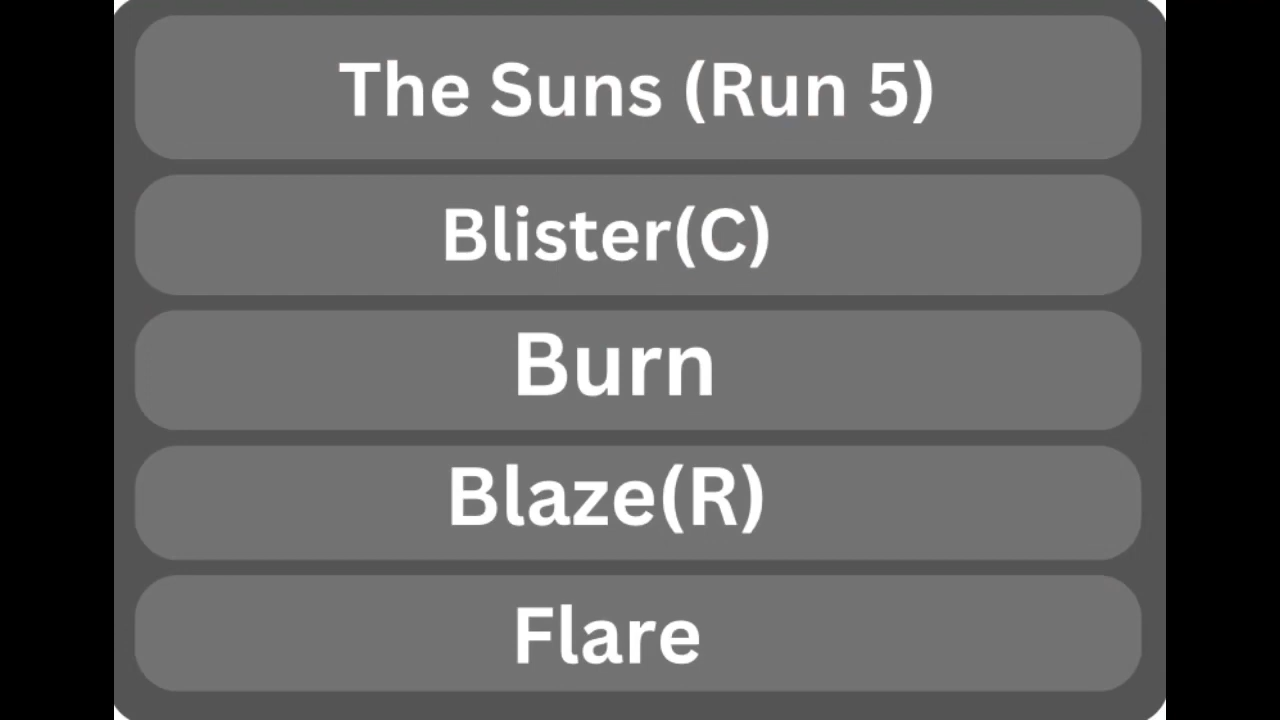 The Suns (Run 5)
Blister(C)
Burn
Blaze(R)
Flare